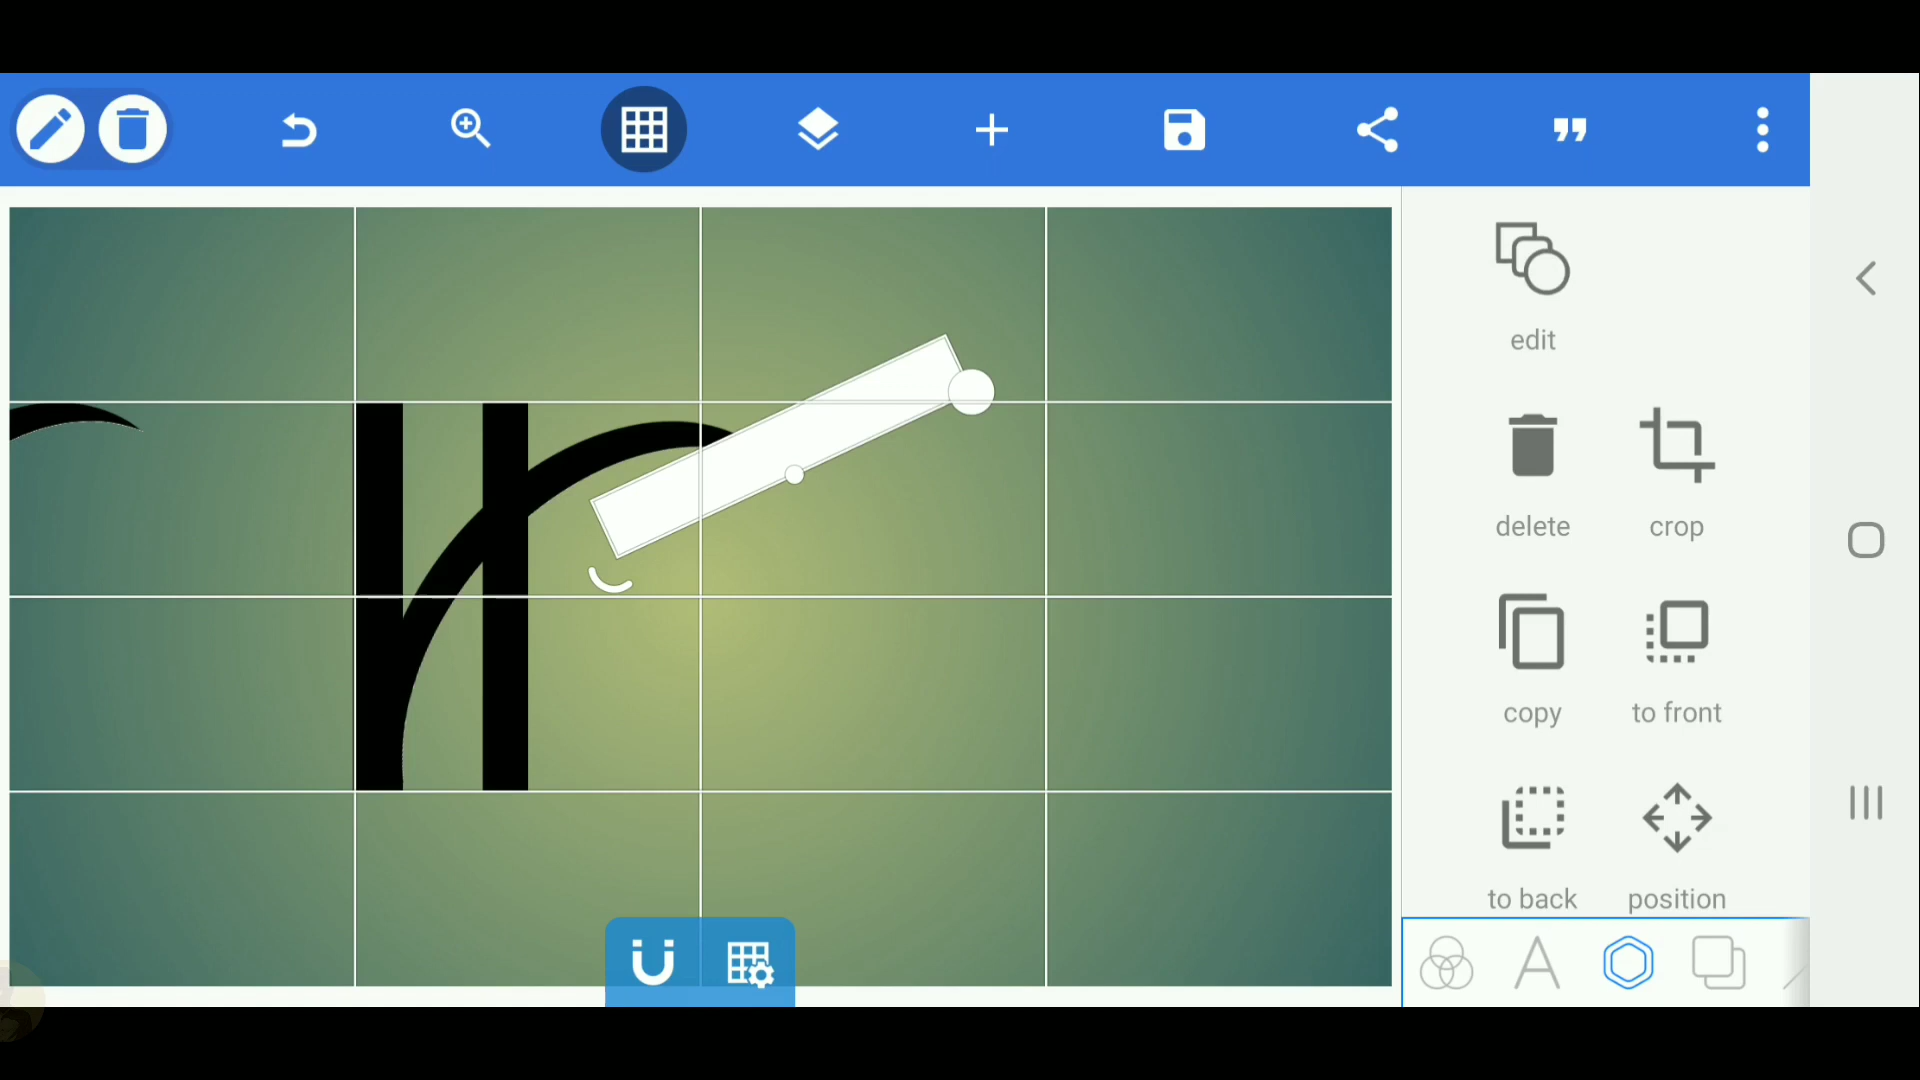 edit
delete
crop
copy
to front
to back
position